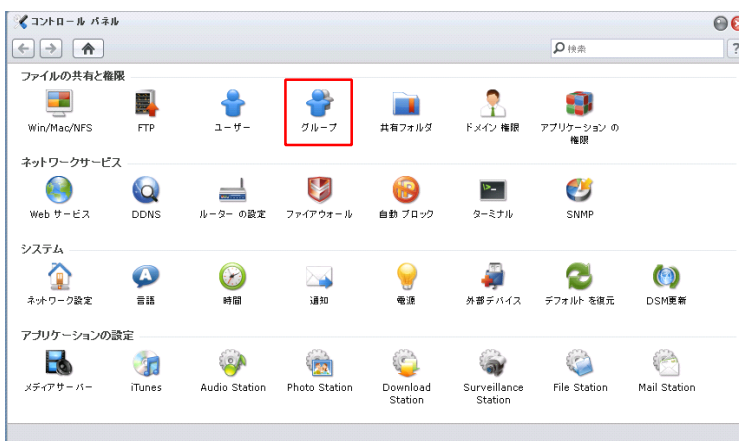 コントロール パネル
検索
?
ファイルの共有と権限
Win/Mac/NFS
FTP
ユーザー
グループ
共有フォルダ
ドメイン 権限
アプリケーション の
権限
ネットワークサービス
Web サービス
DDNS
ルーター の設定
ファイアウォール
自動 ブロック
ターミナル
SNMP
システム
ネットワーク設定
言語
時間
通知
電源
外部デバイス
デフォルト を復元
DSM更新
アプリケーションの設定
メディアサーバー
iTunes
Audio Station
Photo Station
Download
Station
Surveillance
Station
File Station
Mail Station